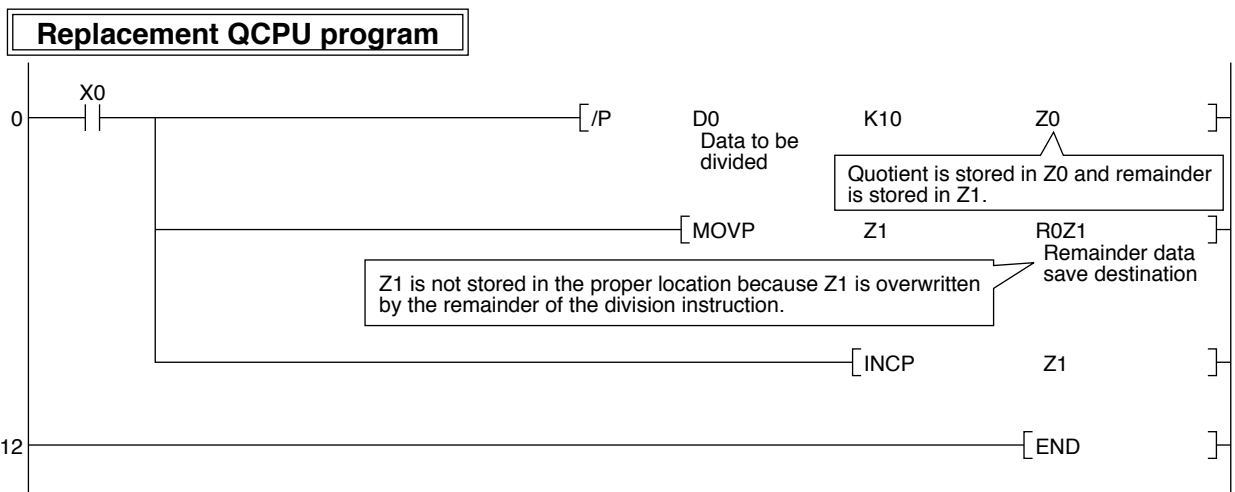 Replacement QCPU program
X0
0
/P D0 K10 Z0
Data to be
divided
Quotient is stored in Z0 and remainder
is stored in Z1.
MOVP Z1 R0Z1
Remainder data
save destination
Z1 is not stored in the proper location because Z1 is overwritten
by the remainder of the division instruction.
INCP Z1
12 END